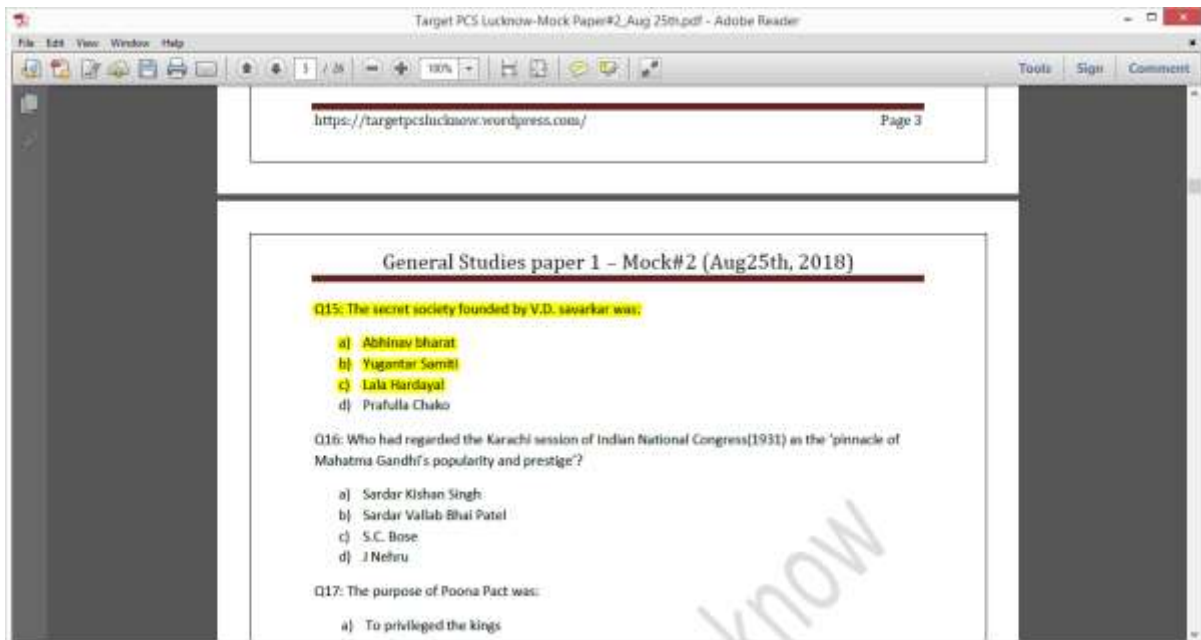 Target PCS Lucknow-Mock Paper#2_Aug 25th.pdf - Adobe Reader
File Edit View Window Help
/ 26 100% Tools Sign Comment
https://targetpcslucknow.wordpress.com/ Page 3
General Studies paper 1 – Mock#2 (Aug25th, 2018)
Q15: The secret society founded by V.D. savarkar was:
a) Abhinav bharat
b) Yugantar Samiti
c) Lala Hardayal
d) Prafulla Chako
Q16: Who had regarded the Karachi session of Indian National Congress(1931) as the 'pinnacle of
Mahatma Gandhi's popularity and prestige'?
a) Sardar Kishan Singh
b) Sardar Vallab Bhai Patel
c) S.C. Bose
d) J Nehru
Q17: The purpose of Poona Pact was:
a) To privileged the kings
know